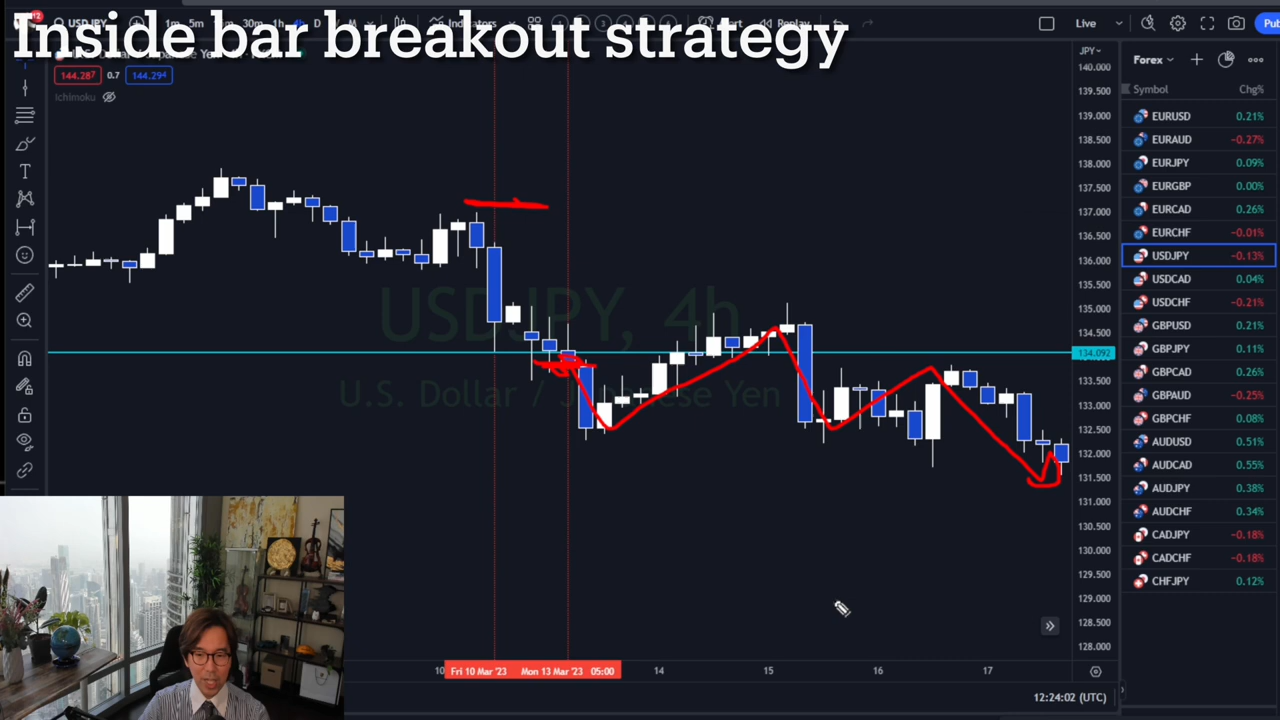 Inside bar breakout strategy
USDJPY
1m 5m 30m 1h 4h D M Indicators Replay
Live
Pub
144.287 0.7 144.294
Ichimoku
USDJPY, 4h
U.S. Dollar / Japanese Yen
JPY
140.000
139.500
139.000
138.500
138.000
137.500
137.000
136.500
136.000
135.500
135.000
134.500
134.092
133.500
133.000
132.500
132.000
131.500
131.000
130.500
130.000
129.500
129.000
128.500
128.000
10 Fri 10 Mar '23 Mon 13 Mar '23 05:00 14 15 16 17
12:24:02 (UTC)
Forex
Symbol Chg%
EURUSD 0.21%
EURAUD −0.27%
EURJPY 0.09%
EURGBP 0.00%
EURCAD 0.26%
EURCHF −0.01%
USDJPY −0.13%
USDCAD 0.04%
USDCHF −0.21%
GBPUSD 0.21%
GBPJPY 0.11%
GBPCAD 0.26%
GBPAUD −0.25%
GBPCHF 0.08%
AUDUSD 0.51%
AUDCAD 0.55%
AUDJPY 0.38%
AUDCHF 0.34%
CADJPY −0.18%
CADCHF −0.18%
CHFJPY 0.12%